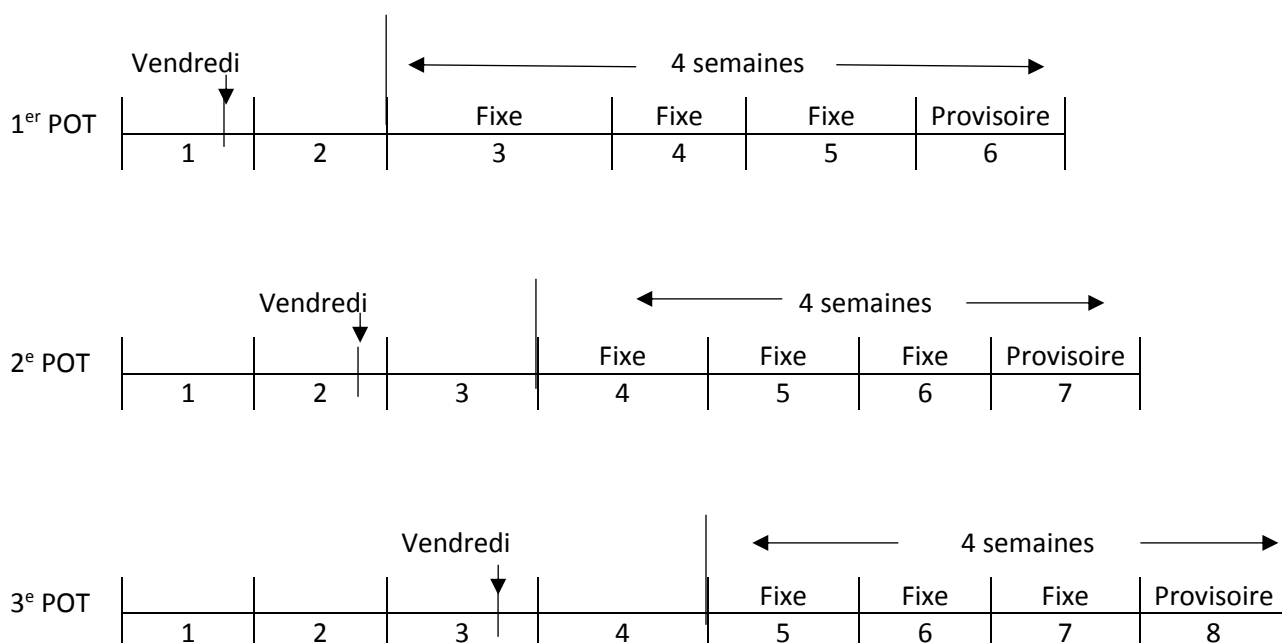 Vendredi 4 semaines
1er POT Fixe Fixe Fixe Provisoire
1 2 3 4 5 6
Vendredi 4 semaines
2e POT Fixe Fixe Fixe Provisoire
1 2 3 4 5 6 7
Vendredi 4 semaines
3e POT Fixe Fixe Fixe Provisoire
1 2 3 4 5 6 7 8